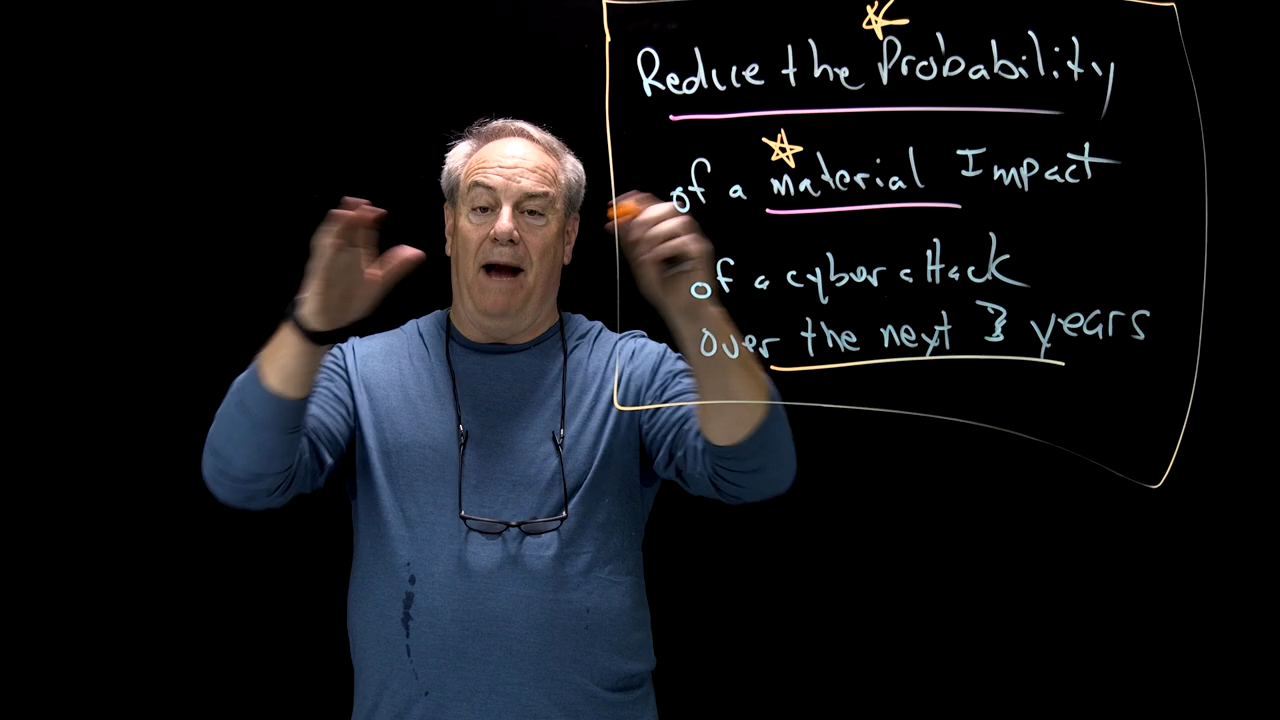 Reduce the Probability
of a material Impact
of a cyber attack
over the next 3 years